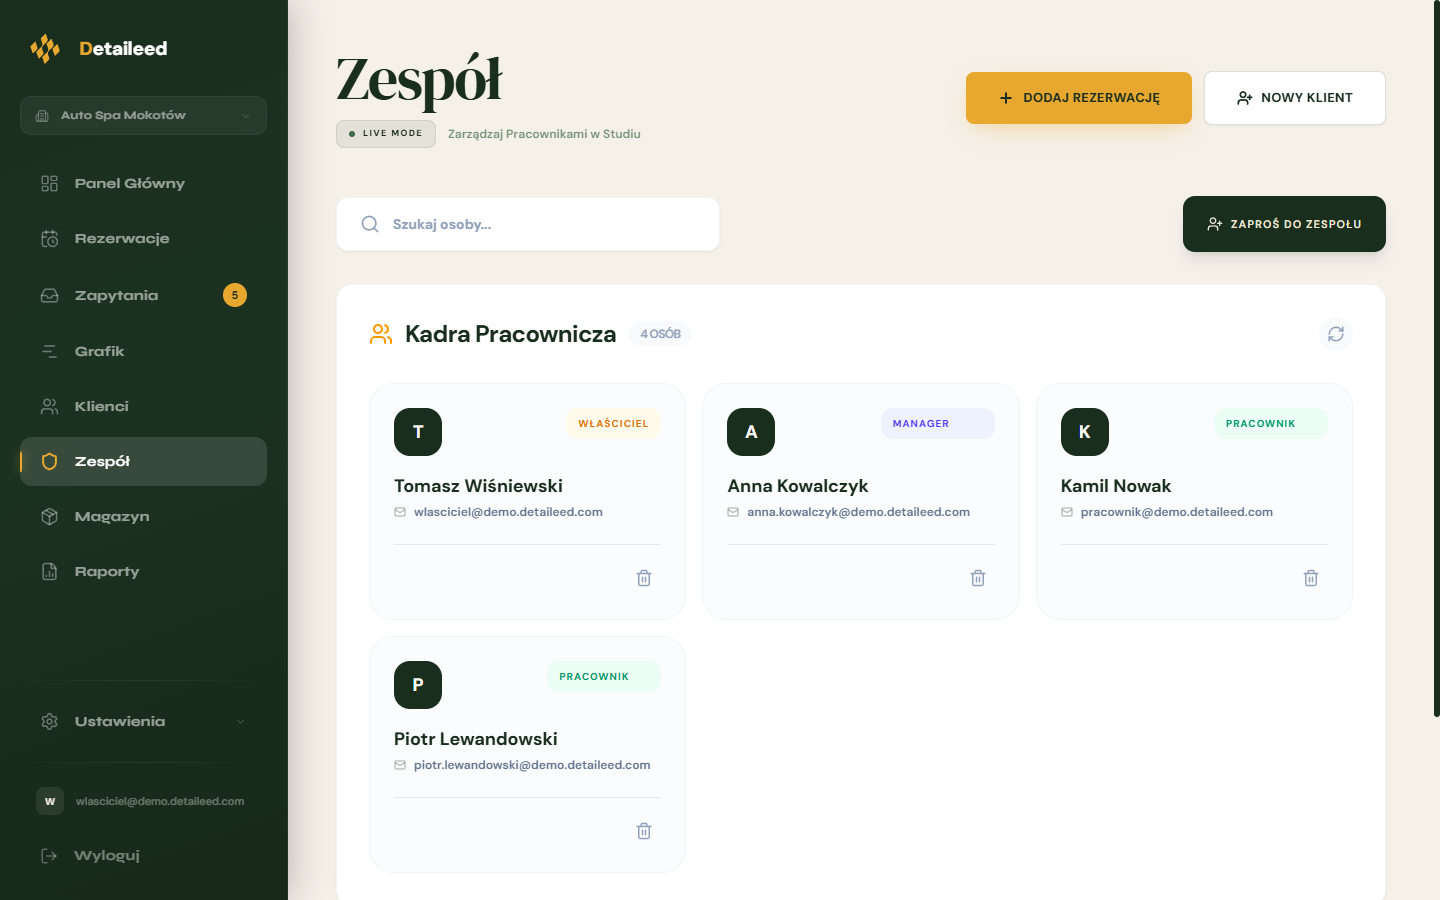 Detaileed
Auto Spa Mokotów
Panel Główny
Rezerwacje
Zapytania
5
Grafik
Klienci
Zespół
Magazyn
Raporty
Ustawienia
W
wlasciciel@demo.detaileed.com
Wyloguj
Zespół
LIVE MODE
Zarządzaj Pracownikami w Studiu
DODAJ REZERWACJĘ
NOWY KLIENT
Szukaj osoby...
ZAPROŚ DO ZESPOŁU
Kadra Pracownicza
4 OSÓB
T
WŁAŚCICIEL
Tomasz Wiśniewski
wlasciciel@demo.detaileed.com
A
MANAGER
Anna Kowalczyk
anna.kowalczyk@demo.detaileed.com
K
PRACOWNIK
Kamil Nowak
pracownik@demo.detaileed.com
P
PRACOWNIK
Piotr Lewandowski
piotr.lewandowski@demo.detaileed.com